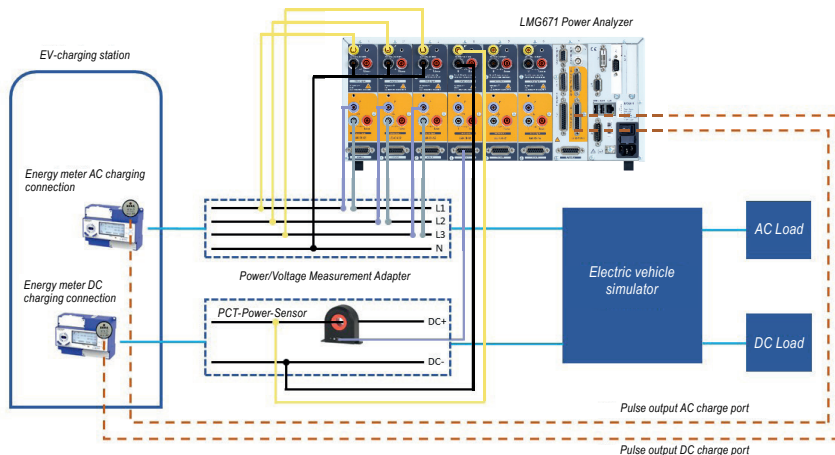 LMG671 Power Analyzer
EV-charging station
Energy meter AC charging
connection
L1
L2
L3
N
Power/Voltage Measurement Adapter
Energy meter DC
charging connection
PCT-Power-Sensor
DC+
DC-
Electric vehicle
simulator
AC Load
DC Load
Pulse output AC charge port
Pulse output DC charge port